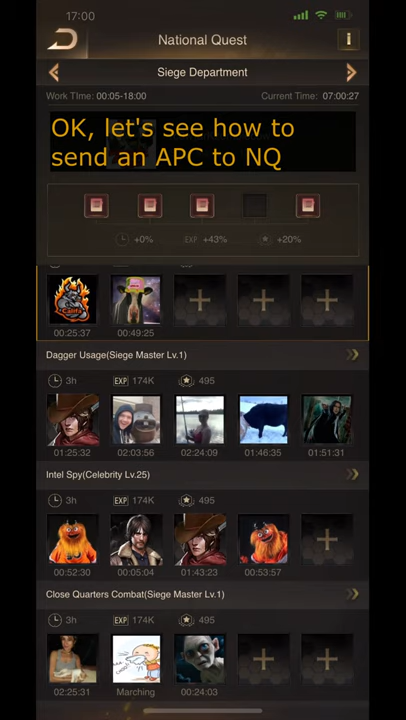 17:00
National Quest
i
Siege Department
Work TIme: 00:05-18:00
Current Time: 07:00:27
OK, let's see how to
send an APC to NQ
+0%
EXP +43%
+20%
Califa
00:25:37
00:49:25
Dagger Usage(Siege Master Lv.1)
3h
EXP 174K
495
01:25:32
02:03:56
02:24:09
01:46:35
01:51:31
Intel Spy(Celebrity Lv.25)
3h
EXP 174K
495
00:52:30
00:05:04
01:43:23
00:53:57
Close Quarters Combat(Siege Master Lv.1)
3h
EXP 174K
495
02:25:31
Marching
00:24:03